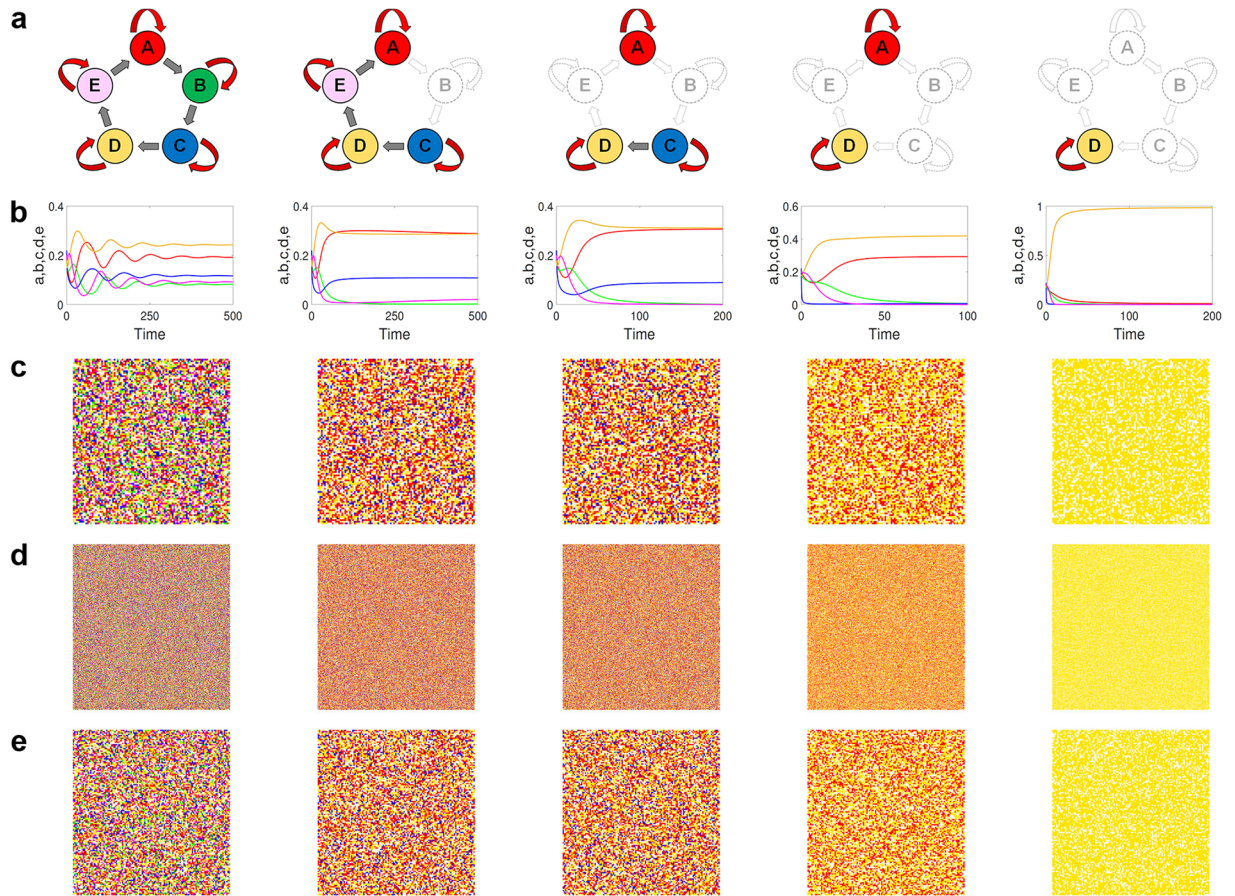 a
A A A A A
E B E B E B E B E B
D C D C D C D C D C
b
0.4 0.4 0.4 0.6 1
a,b,c,d,e a,b,c,d,e a,b,c,d,e a,b,c,d,e a,b,c,d,e
0.2 0.2 0.2 0.4 0.5
0.2
0 0 0 0 0
0 250 500 0 250 500 0 100 200 0 50 100 0 100 200
Time Time Time Time Time
c
d
e